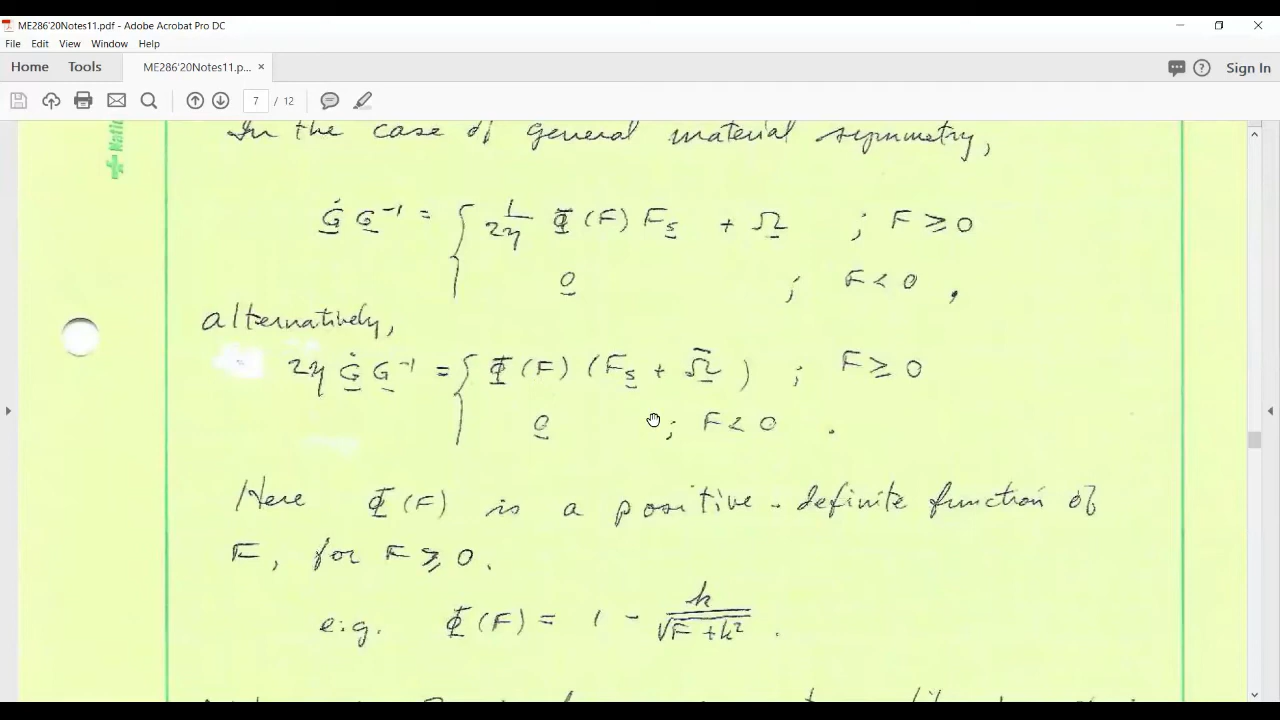 ME286'20Notes11.pdf - Adobe Acrobat Pro DC
File Edit View Window Help
Home Tools ME286'20Notes11.p... × ? Sign In
7 / 12
In the case of general material symmetry,
Ġ G⁻¹ = { 1/2η Φ(F) F_S + Ω ; F ≥ 0
0 ; F < 0 .
alternatively,
2η Ġ G⁻¹ = { Φ(F) (F_S + Ω̄) ; F ≥ 0
0 ; F < 0 .
Here Φ(F) is a positive-definite function of
F, for F ≥ 0.
e.g. Φ(F) = 1 - k/√F + k² .